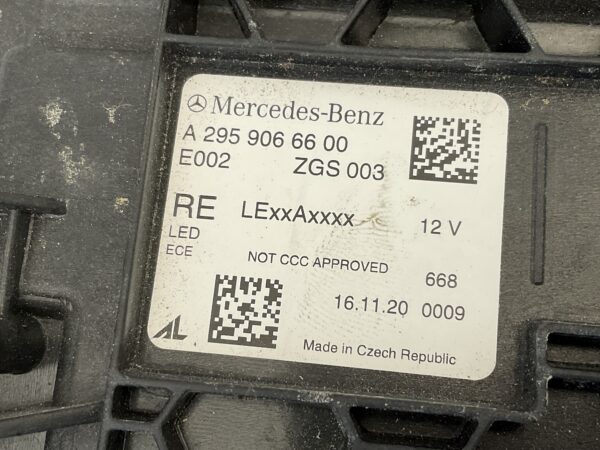 Mercedes-Benz
A 295 906 66 00
E002 ZGS 003
RE LExxAxxxx 12 V
LED
ECE
NOT CCC APPROVED 668
16.11.20 0009
AL
Made in Czech Republic